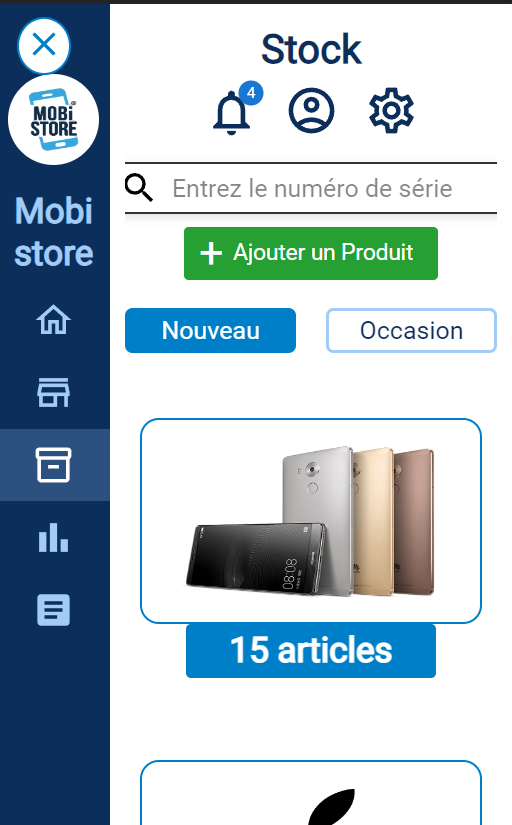 Stock
4
MOBi
STORE
Mobi
store
Entrez le numéro de série
Ajouter un Produit
Nouveau
Occasion
08:08
15 articles